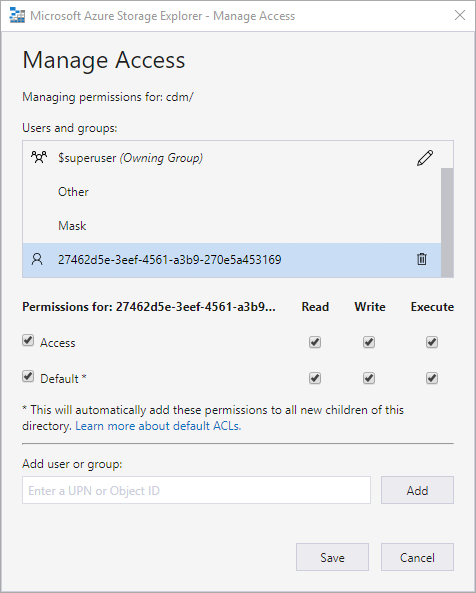 Microsoft Azure Storage Explorer - Manage Access
Manage Access
Managing permissions for: cdm/
Users and groups:
$superuser (Owning Group)
Other
Mask
27462d5e-3eef-4561-a3b9-270e5a453169
Permissions for: 27462d5e-3eef-4561-a3b9... Read Write Execute
Access
Default *
* This will automatically add these permissions to all new children of this
directory. Learn more about default ACLs.
Add user or group:
Enter a UPN or Object ID Add
Save Cancel